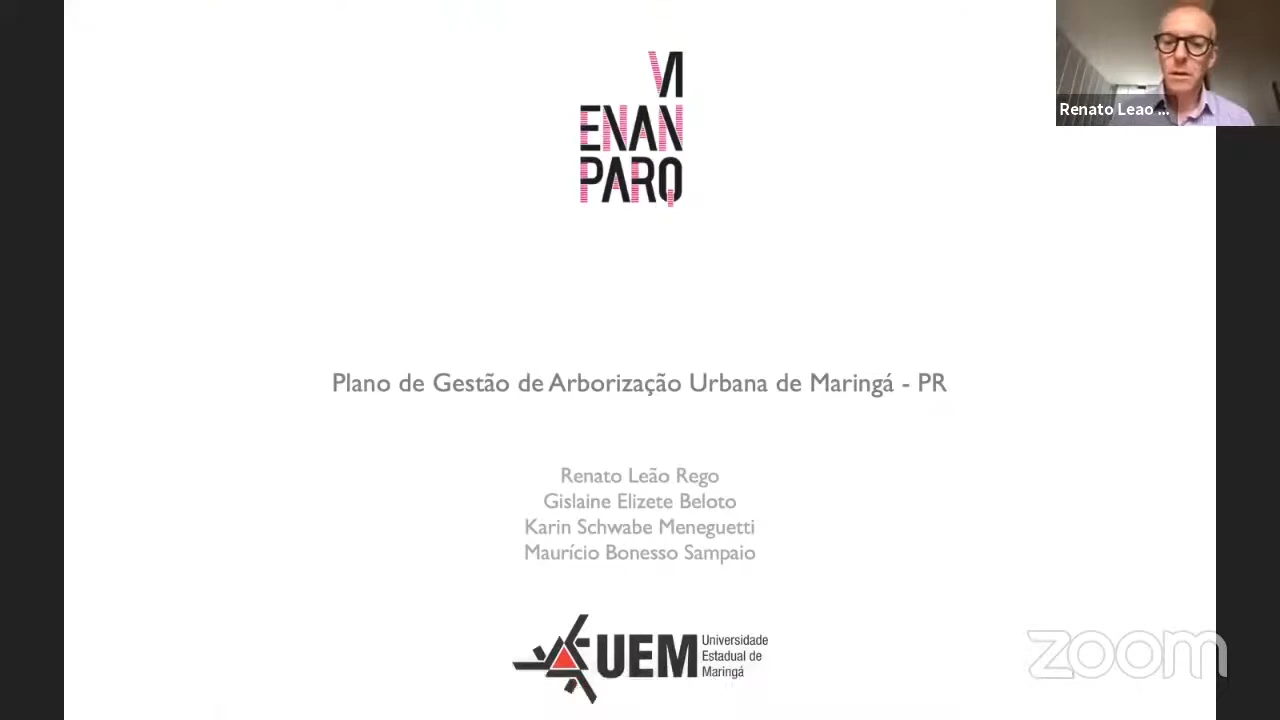 VI
ENAN
PARQ
Renato Leao ...
Plano de Gestão de Arborização Urbana de Maringá - PR
Renato Leão Rego
Gislaine Elizete Beloto
Karin Schwabe Meneguetti
Maurício Bonesso Sampaio
UEM Universidade
Estadual de
Maringá
zoom